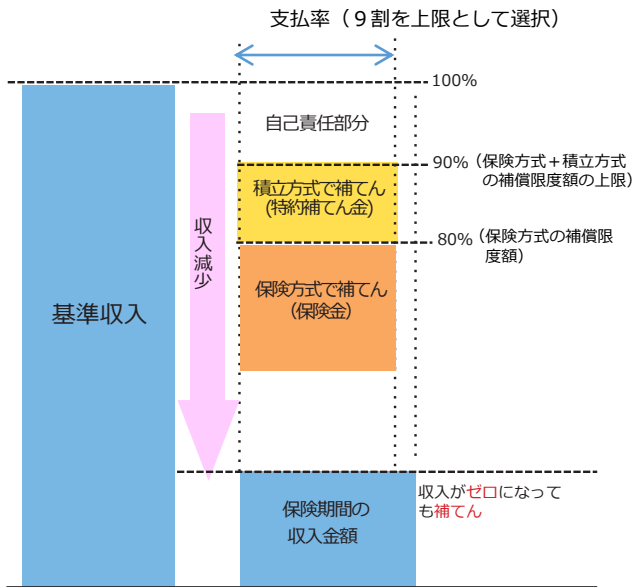 支払率（９割を上限として選択）
100%
自己責任部分
90%（保険方式＋積立方式
の補償限度額の上限）
積立方式で補てん
(特約補てん金)
80%（保険方式の補償限
度額）
収入減少
保険方式で補てん
（保険金）
基準収入
収入がゼロになって
も補てん
保険期間の
収入金額